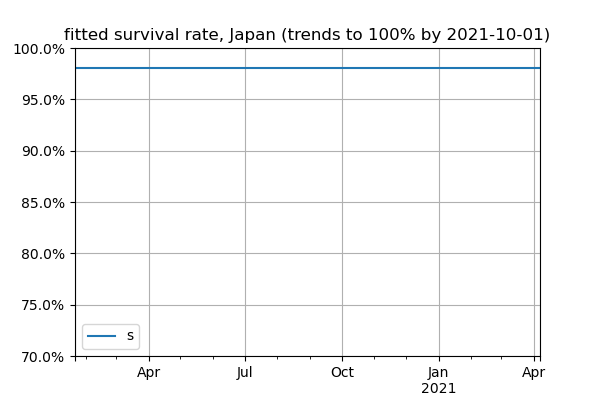 fitted survival rate, Japan (trends to 100% by 2021-10-01)
100.0%
95.0%
90.0%
85.0%
80.0%
75.0%
70.0%
s
Apr Jul Oct Jan Apr
2021